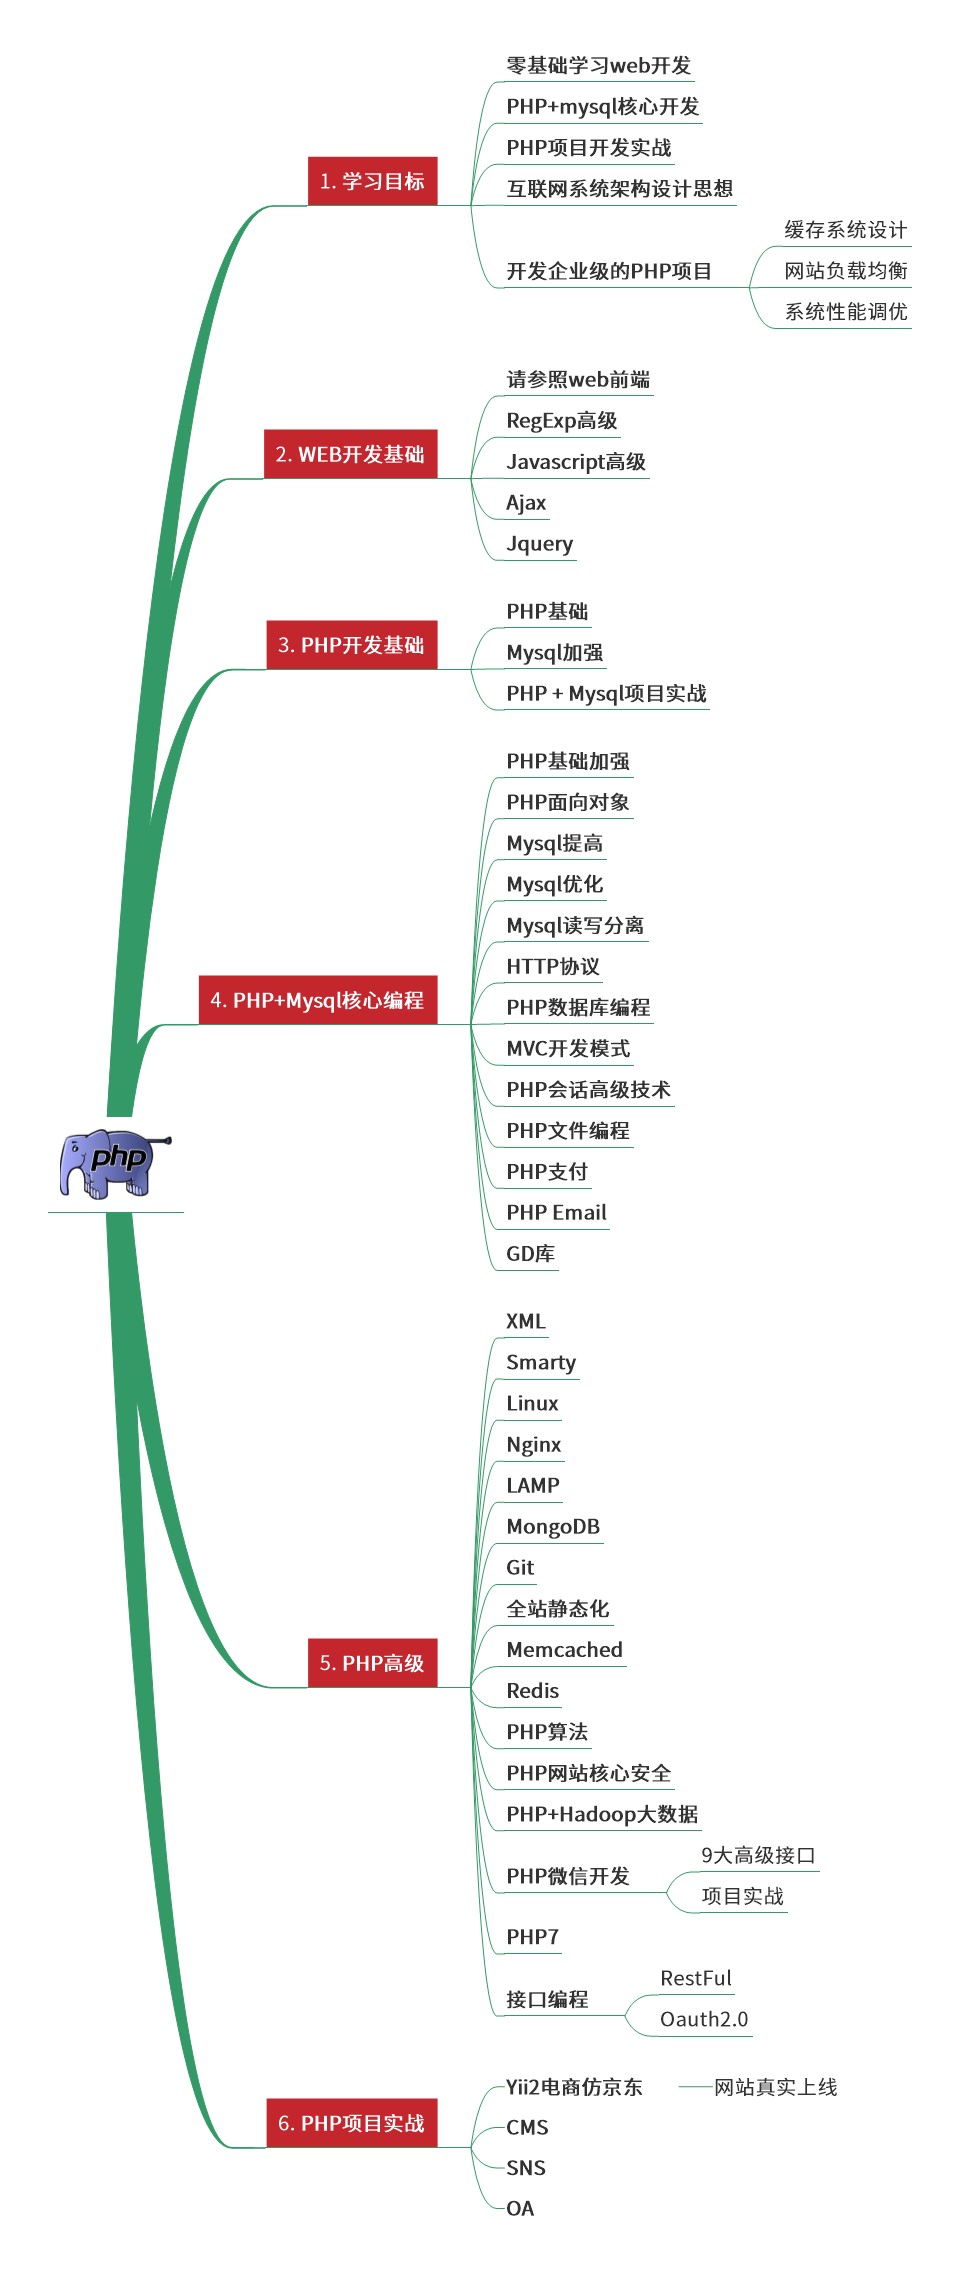 1. 学习目标
零基础学习web开发
PHP+mysql核心开发
PHP项目开发实战
互联网系统架构设计思想
开发企业级的PHP项目
缓存系统设计
网站负载均衡
系统性能调优
2. WEB开发基础
请参照web前端
RegExp高级
Javascript高级
Ajax
Jquery
3. PHP开发基础
PHP基础
Mysql加强
PHP + Mysql项目实战
4. PHP+Mysql核心编程
PHP基础加强
PHP面向对象
Mysql提高
Mysql优化
Mysql读写分离
HTTP协议
PHP数据库编程
MVC开发模式
PHP会话高级技术
PHP文件编程
PHP支付
PHP Email
GD库
php
5. PHP高级
XML
Smarty
Linux
Nginx
LAMP
MongoDB
Git
全站静态化
Memcached
Redis
PHP算法
PHP网站核心安全
PHP+Hadoop大数据
PHP微信开发
9大高级接口
项目实战
PHP7
接口编程
RestFul
Oauth2.0
6. PHP项目实战
Yii2电商仿京东
网站真实上线
CMS
SNS
OA